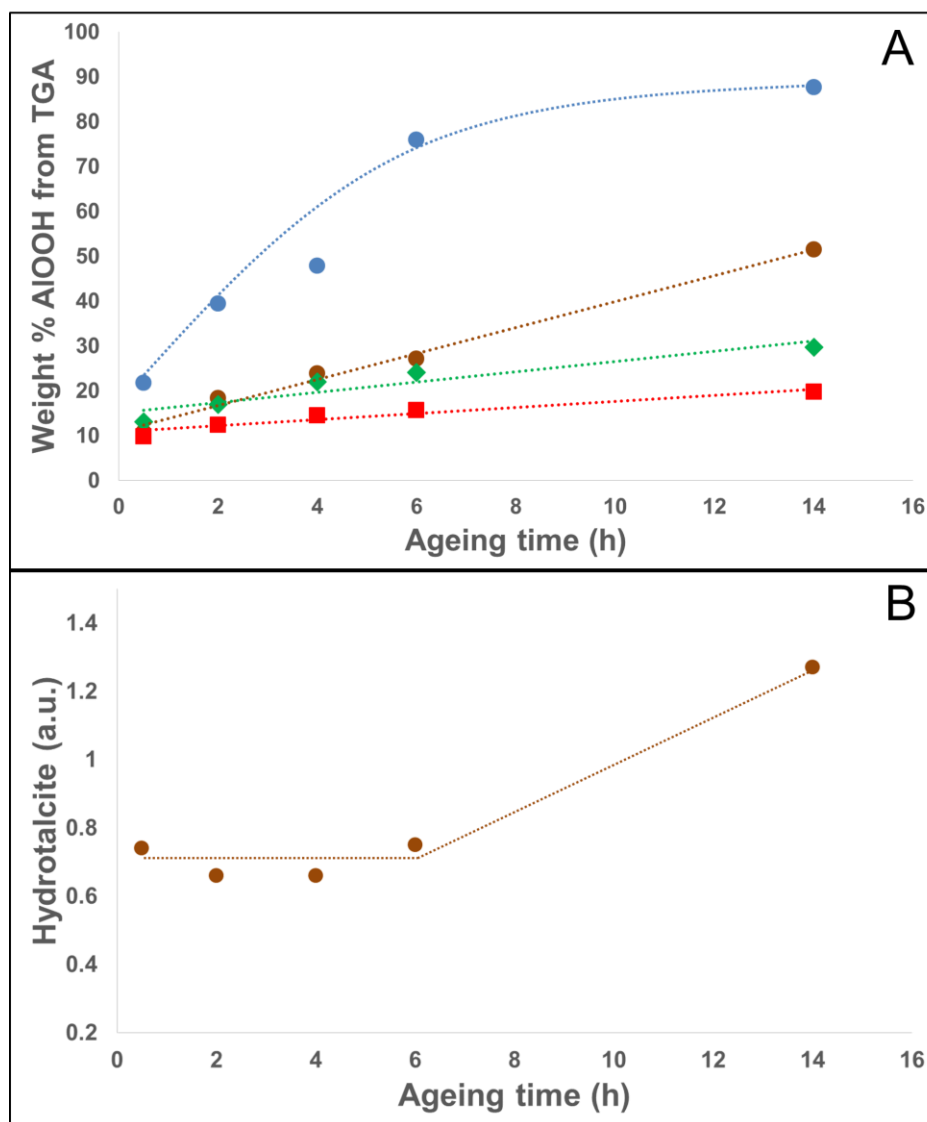 A
100
90
80
70
60
50
40
30
20
10
0
Weight % AlOOH from TGA
0 2 4 6 8 10 12 14 16
Ageing time (h)
B
1.4
1.2
1
0.8
0.6
0.4
0.2
Hydrotalcite (a.u.)
0 2 4 6 8 10 12 14 16
Ageing time (h)